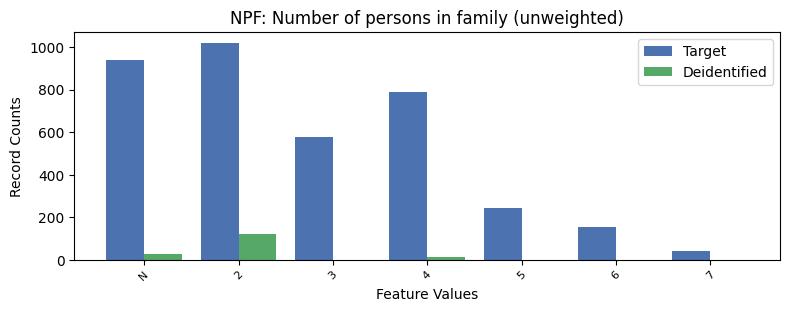 NPF: Number of persons in family (unweighted)
Target
Deidentified
Record Counts
1000
800
600
400
200
0
N 2 3 4 5 6 7
Feature Values